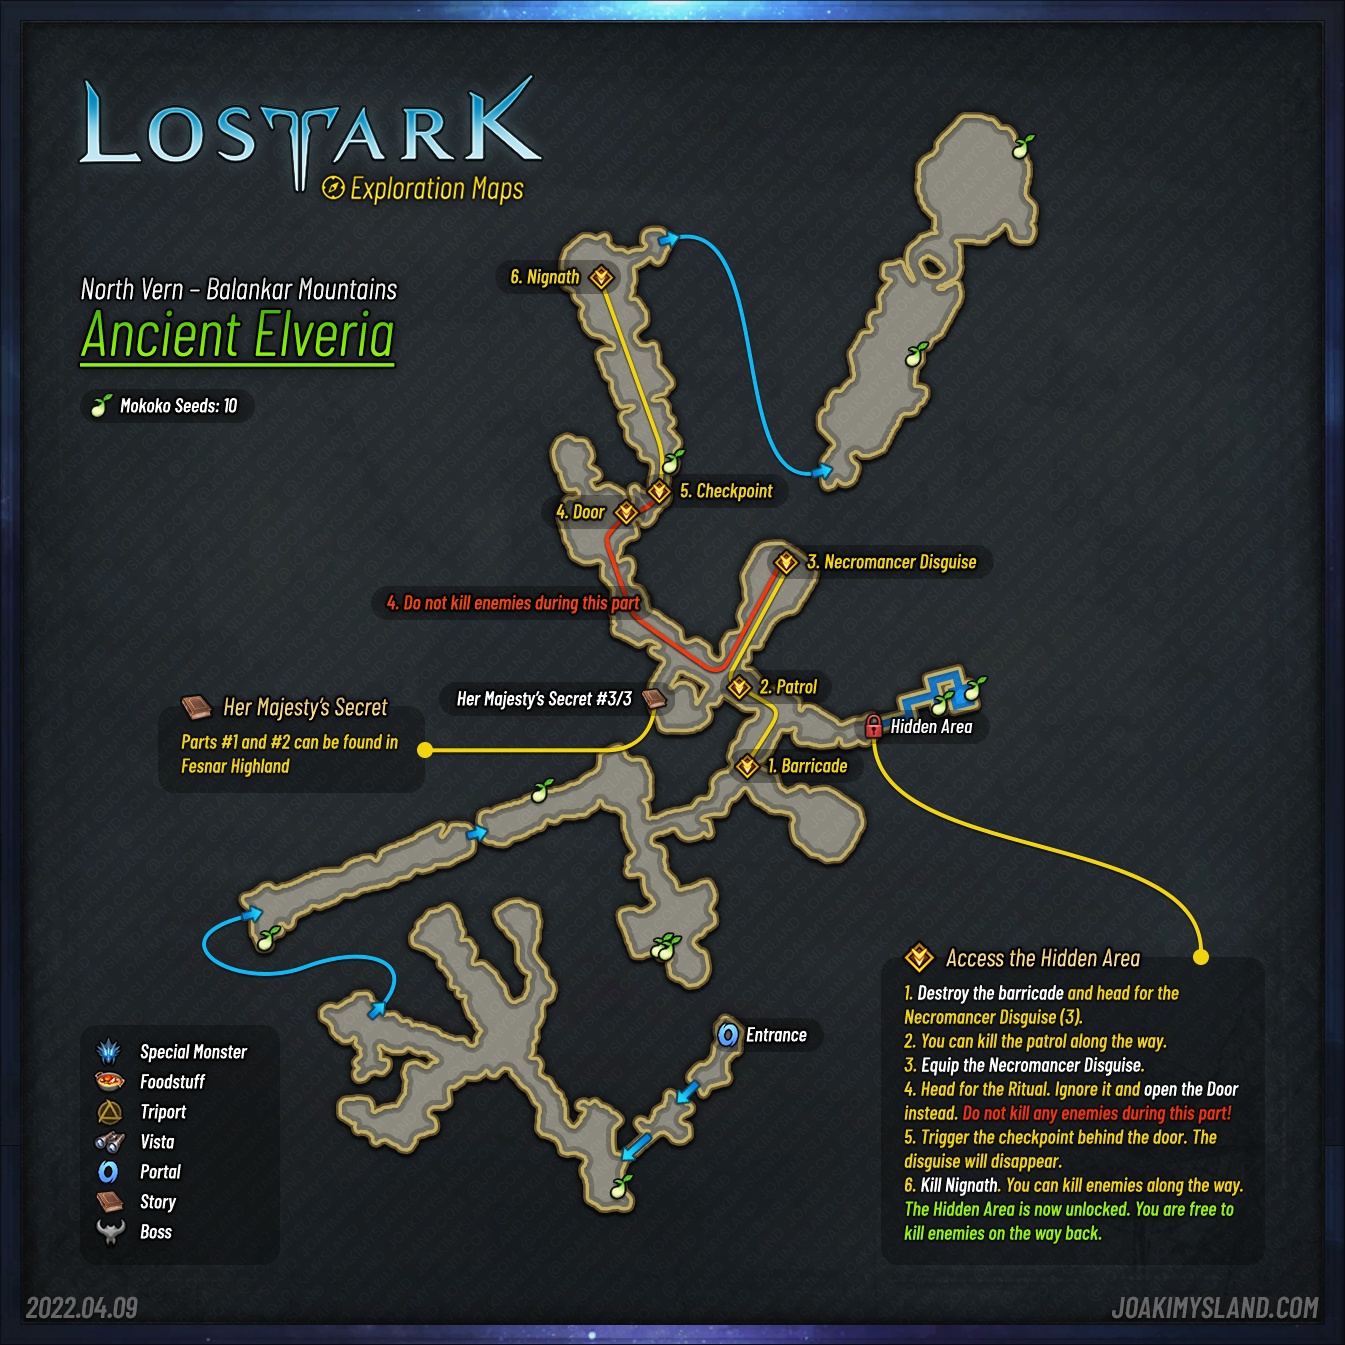 LOSTARK
Exploration Maps
North Vern – Balankar Mountains
Ancient Elveria
Mokoko Seeds: 10
6. Nignath
5. Checkpoint
4. Door
3. Necromancer Disguise
4. Do not kill enemies during this part
2. Patrol
Her Majesty's Secret #3/3
Her Majesty's Secret
Parts #1 and #2 can be found in
Fesnar Highland
Hidden Area
1. Barricade
Entrance
Special Monster
Foodstuff
Triport
Vista
Portal
Story
Boss
Access the Hidden Area
1. Destroy the barricade and head for the
Necromancer Disguise (3).
2. You can kill the patrol along the way.
3. Equip the Necromancer Disguise.
4. Head for the Ritual. Ignore it and open the Door
instead. Do not kill any enemies during this part!
5. Trigger the checkpoint behind the door. The
disguise will disappear.
6. Kill Nignath. You can kill enemies along the way.
The Hidden Area is now unlocked. You are free to
kill enemies on the way back.
2022.04.09
JOAKIMYSLAND.COM